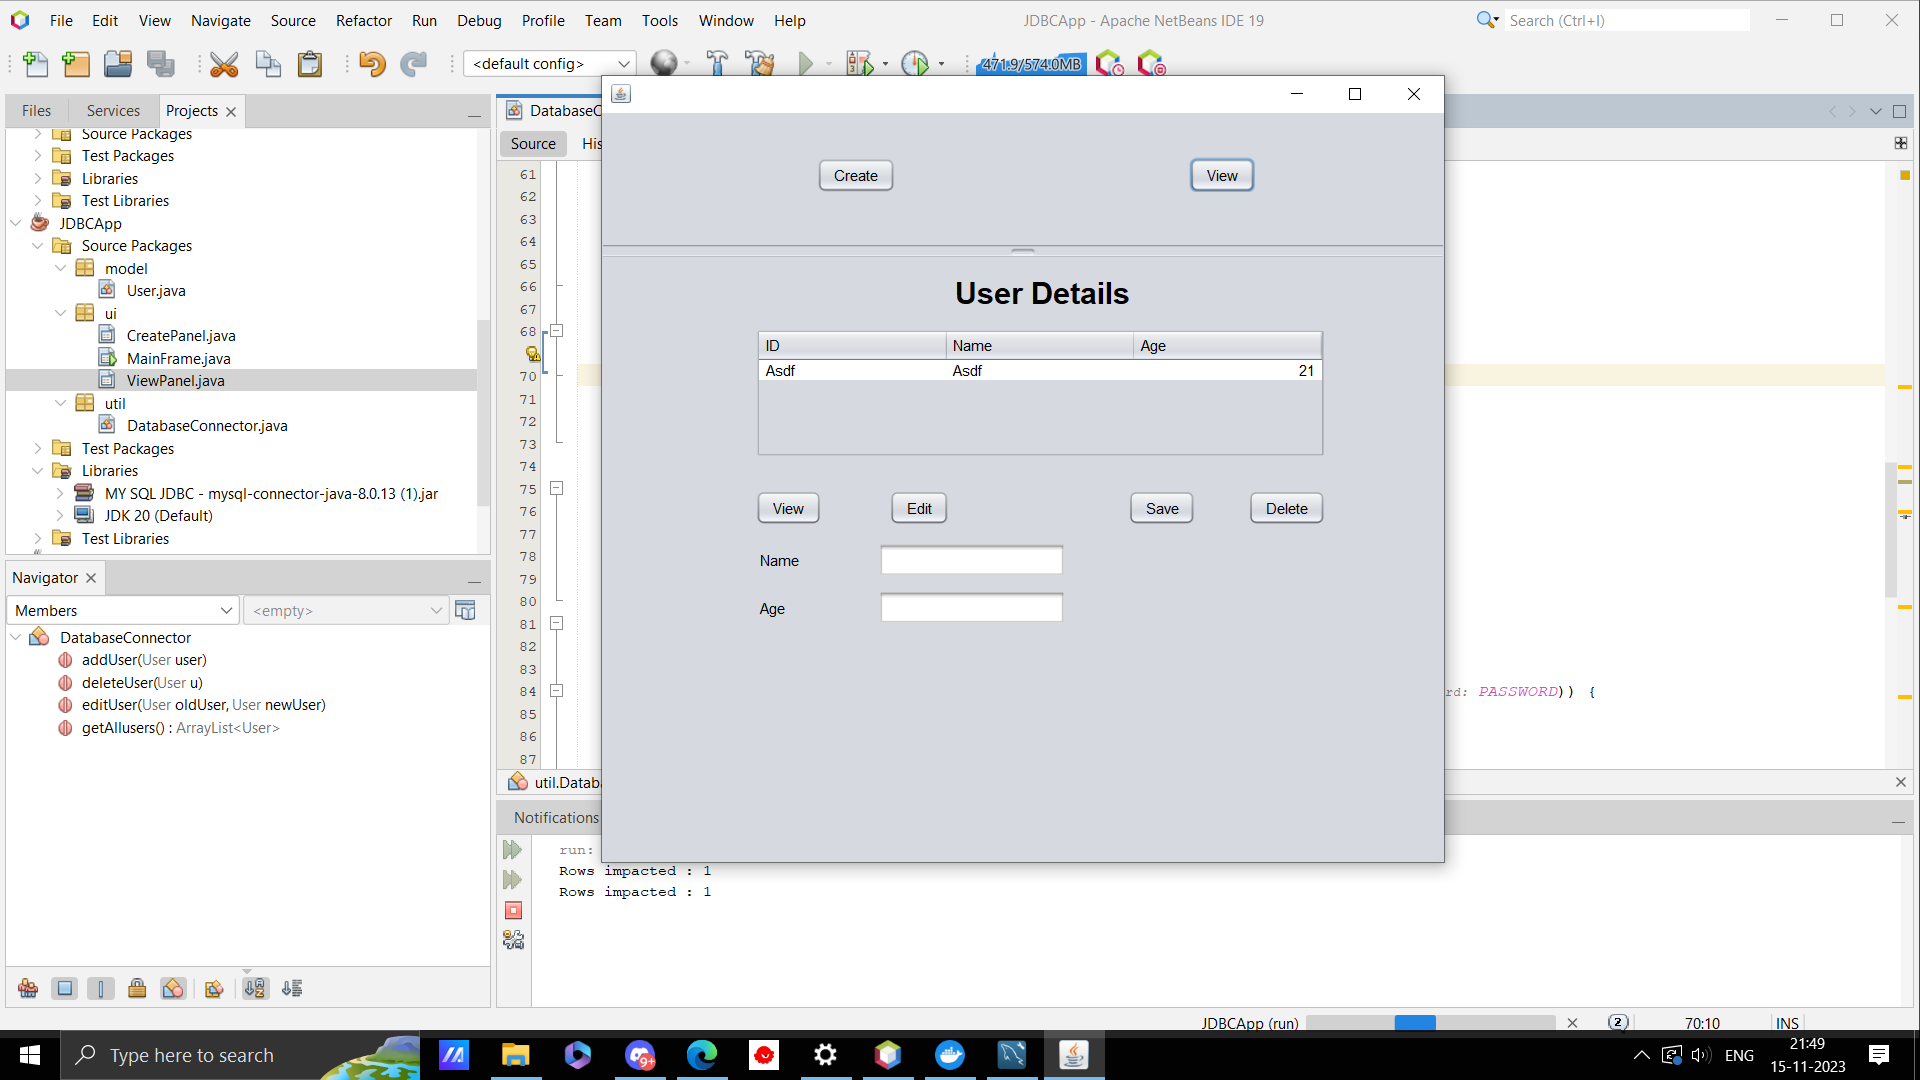 File Edit View Navigate Source Refactor Run Debug Profile Team Tools Window Help
JDBCApp - Apache NetBeans IDE 19
Search (Ctrl+I)
<default config>
471.9/574.0MB
Files Services Projects
Source Packages
Test Packages
Libraries
Test Libraries
JDBCApp
Source Packages
model
User.java
ui
CreatePanel.java
MainFrame.java
ViewPanel.java
util
DatabaseConnector.java
Test Packages
Libraries
MY SQL JDBC - mysql-connector-java-8.0.13 (1).jar
JDK 20 (Default)
Test Libraries
Navigator
Members
<empty>
DatabaseConnector
addUser(User user)
deleteUser(User u)
editUser(User oldUser, User newUser)
getAllusers() : ArrayList<User>
DatabaseC
Source His
61
62
63
64
65
66
67
68
70
71
72
73
74
75
76
77
78
79
80
81
82
83
84
rd: PASSWORD)) {
85
86
87
util.Datab
Create View
User Details
ID Name Age
Asdf Asdf 21
View Edit Save Delete
Name
Age
Notifications
run:
Rows impacted : 1
Rows impacted : 1
JDBCApp (run)
2
70:10
INS
Type here to search
9+
ENG
21:49
15-11-2023